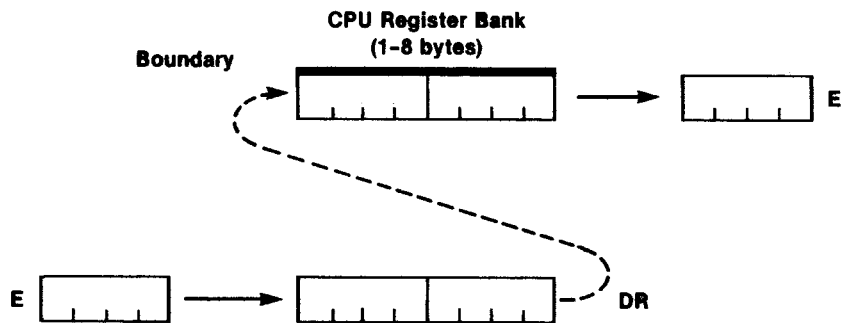 CPU Register Bank
(1-8 bytes)
Boundary
E
E
DR